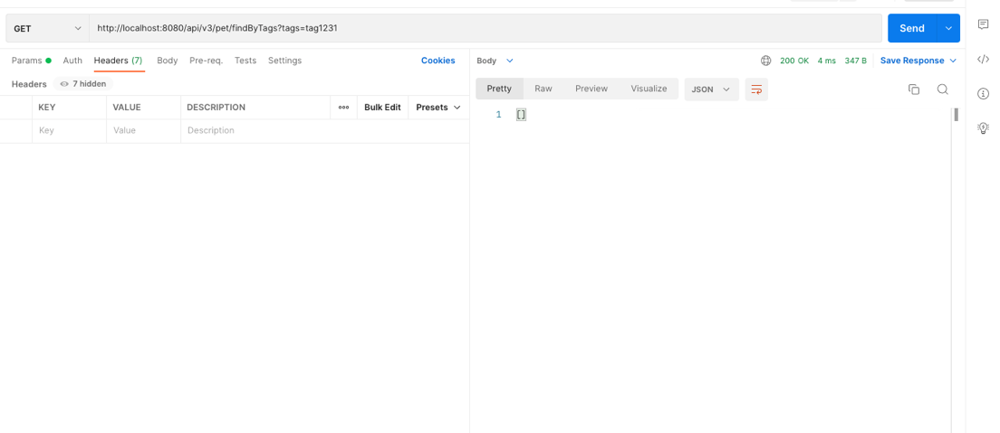 GET http://localhost:8080/api/v3/pet/findByTags?tags=tag1231 Send
Params Auth Headers (7) Body Pre-req. Tests Settings Cookies
Headers 7 hidden
KEY VALUE DESCRIPTION ooo Bulk Edit Presets
Key Value Description
Body 200 OK 4 ms 347 B Save Response
Pretty Raw Preview Visualize JSON
1 []